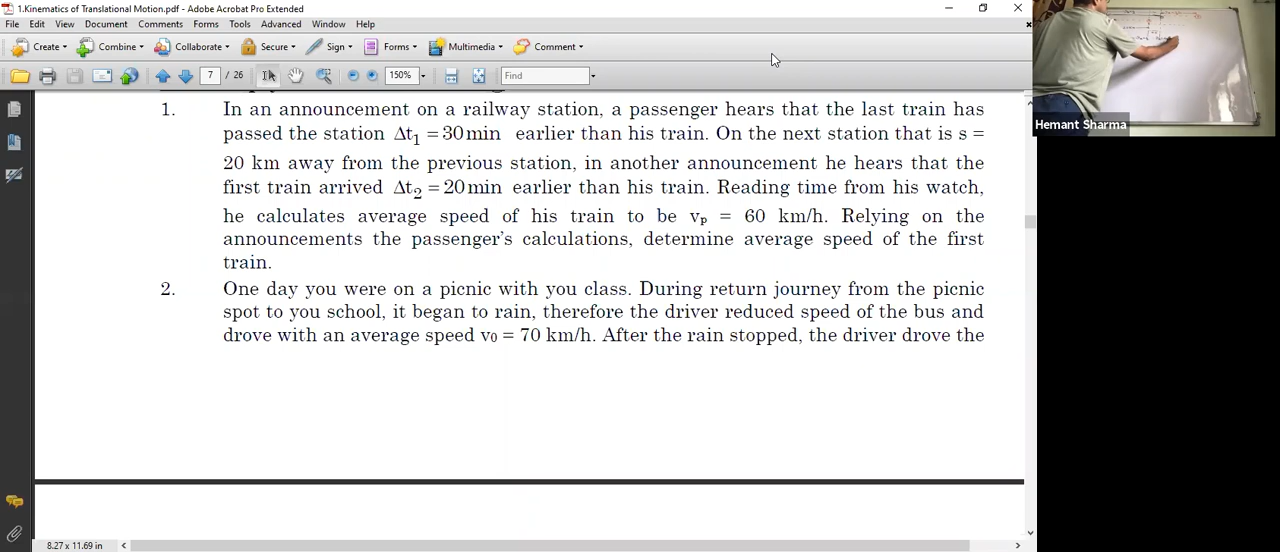 1.Kinematics of Translational Motion.pdf - Adobe Acrobat Pro Extended
File Edit View Document Comments Forms Tools Advanced Window Help
Create Combine Collaborate Secure Sign Forms Multimedia Comment
7 / 26 150% Find
Hemant Sharma
1. In an announcement on a railway station, a passenger hears that the last train has
passed the station Δt₁ = 30 min earlier than his train. On the next station that is s =
20 km away from the previous station, in another announcement he hears that the
first train arrived Δt₂ = 20 min earlier than his train. Reading time from his watch,
he calculates average speed of his train to be vₚ = 60 km/h. Relying on the
announcements the passenger's calculations, determine average speed of the first
train.
2. One day you were on a picnic with you class. During return journey from the picnic
spot to you school, it began to rain, therefore the driver reduced speed of the bus and
drove with an average speed v₀ = 70 km/h. After the rain stopped, the driver drove the
8.27 x 11.69 in